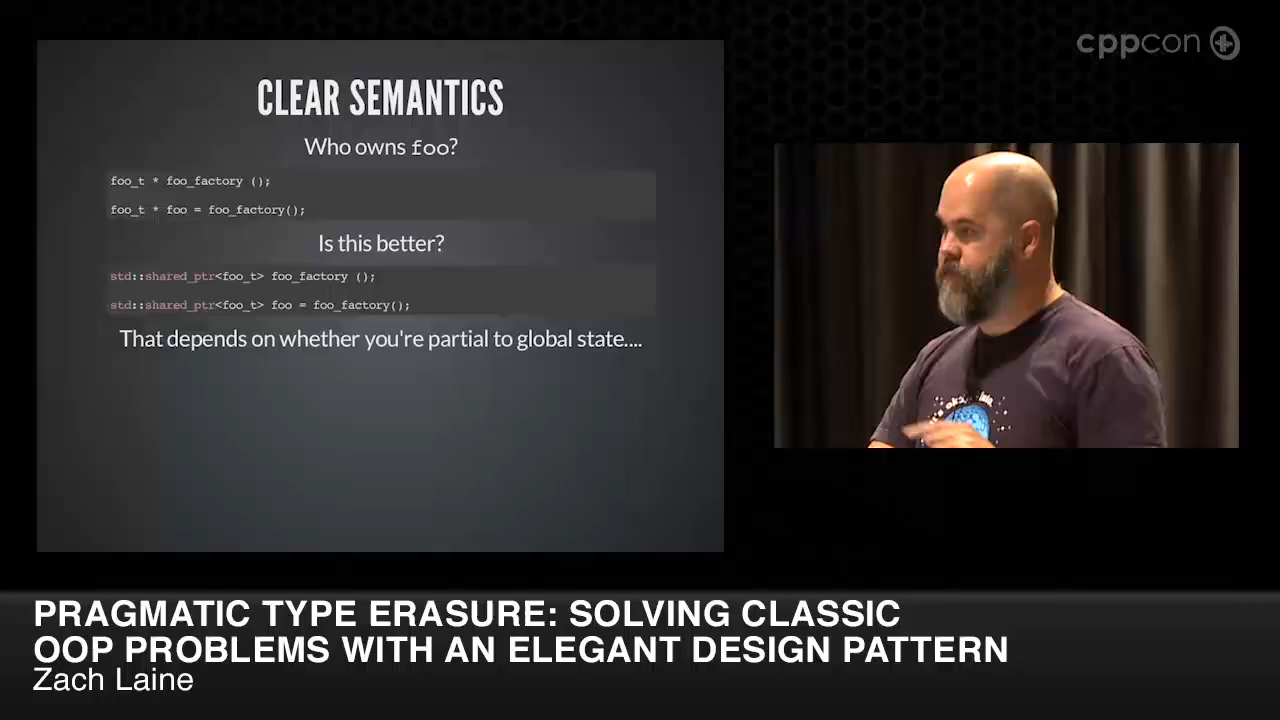 cppcon
CLEAR SEMANTICS
Who owns foo?
foo_t * foo_factory ();
foo_t * foo = foo_factory();
Is this better?
std::shared_ptr<foo_t> foo_factory ();
std::shared_ptr<foo_t> foo = foo_factory();
That depends on whether you're partial to global state....
PRAGMATIC TYPE ERASURE: SOLVING CLASSIC
OOP PROBLEMS WITH AN ELEGANT DESIGN PATTERN
Zach Laine